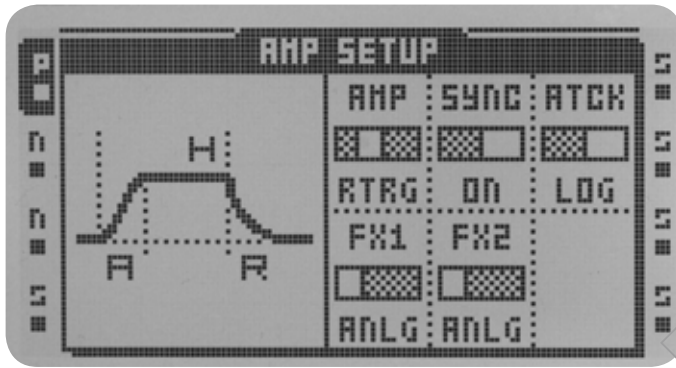 AMP SETUP
P
n
n
S
H
A R
AMP SYNC ATCK
RTRG ON LOG
FX1 FX2
ANLG ANLG
S
S
S
S